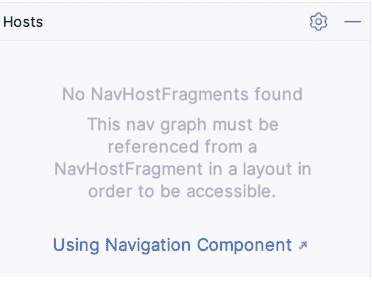 Hosts
No NavHostFragments found
This nav graph must be
referenced from a
NavHostFragment in a layout in
order to be accessible.
Using Navigation Component